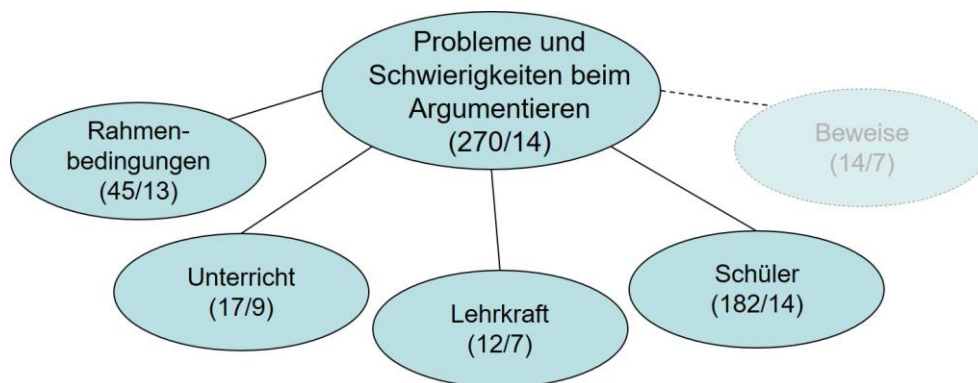 Probleme und
Schwierigkeiten beim
Argumentieren
(270/14)
Rahmen-
bedingungen
(45/13)
Beweise
(14/7)
Unterricht
(17/9)
Lehrkraft
(12/7)
Schüler
(182/14)